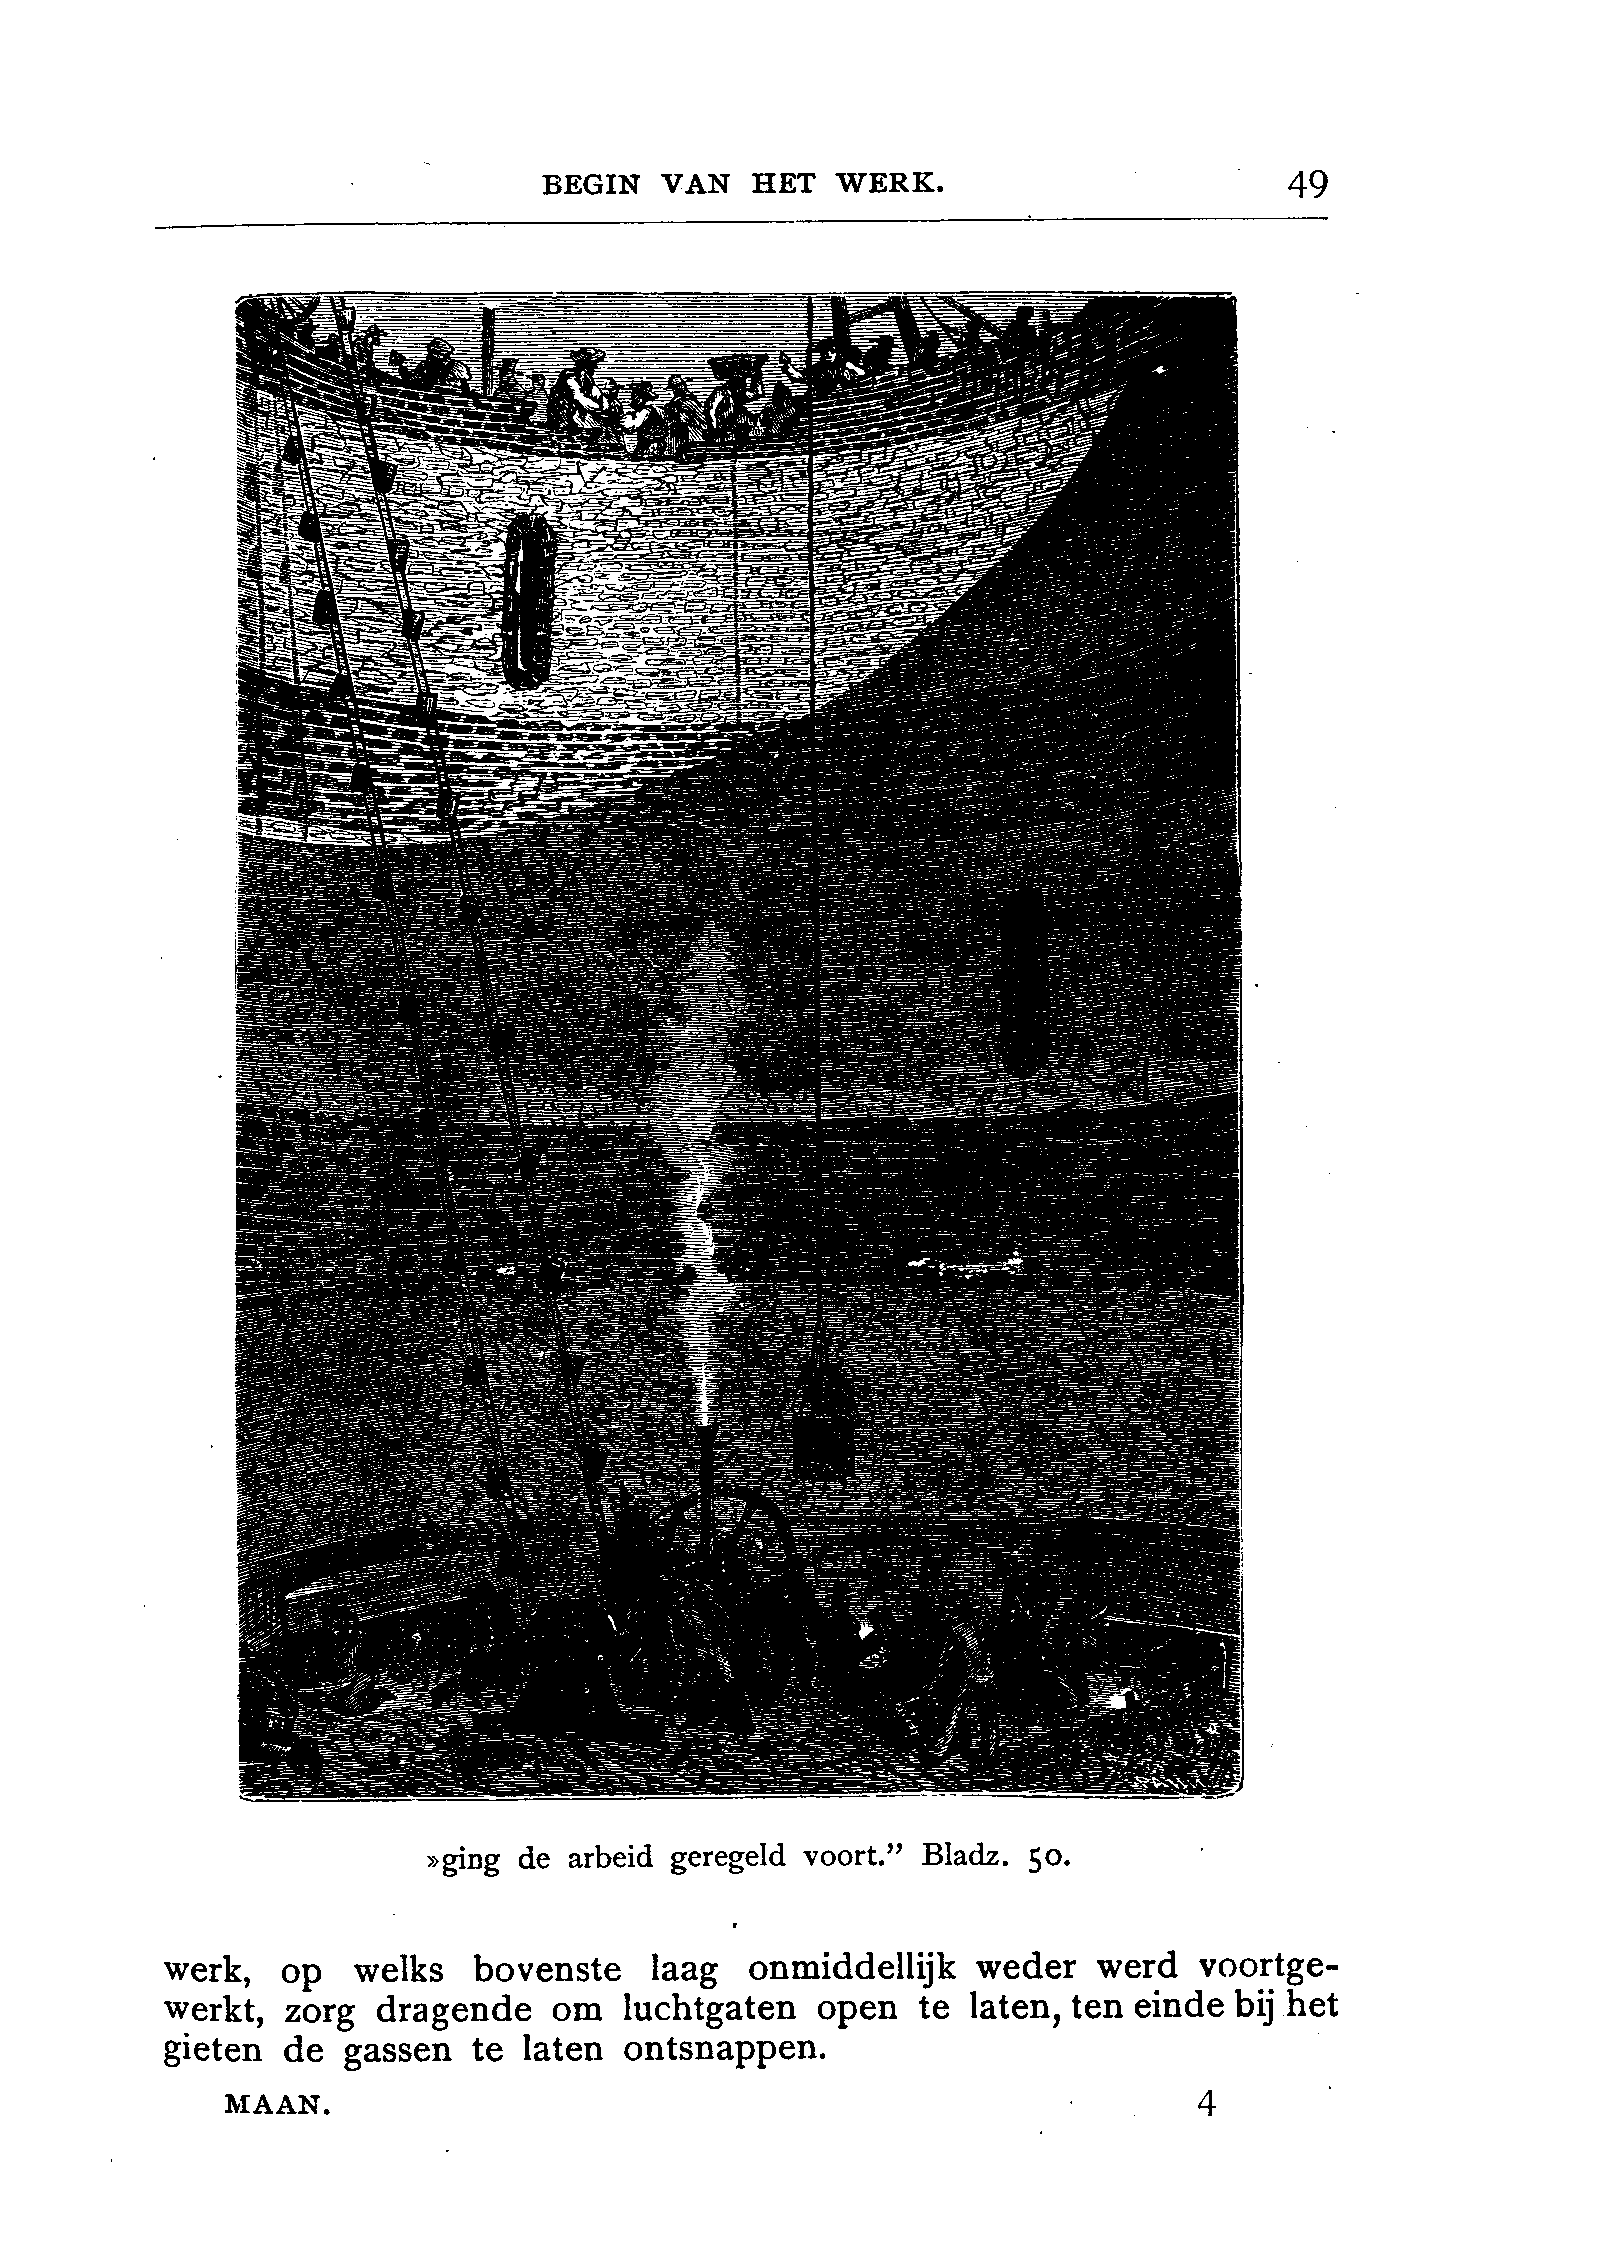 BEGIN VAN HET WERK. 49
»ging de arbeid geregeld voort.” Bladz. 50.
werk, op welks bovenste laag onmiddellijk weder werd voortge-
werkt, zorg dragende om luchtgaten open te laten, ten einde bij het
gieten de gassen te laten ontsnappen.
MAAN. 4